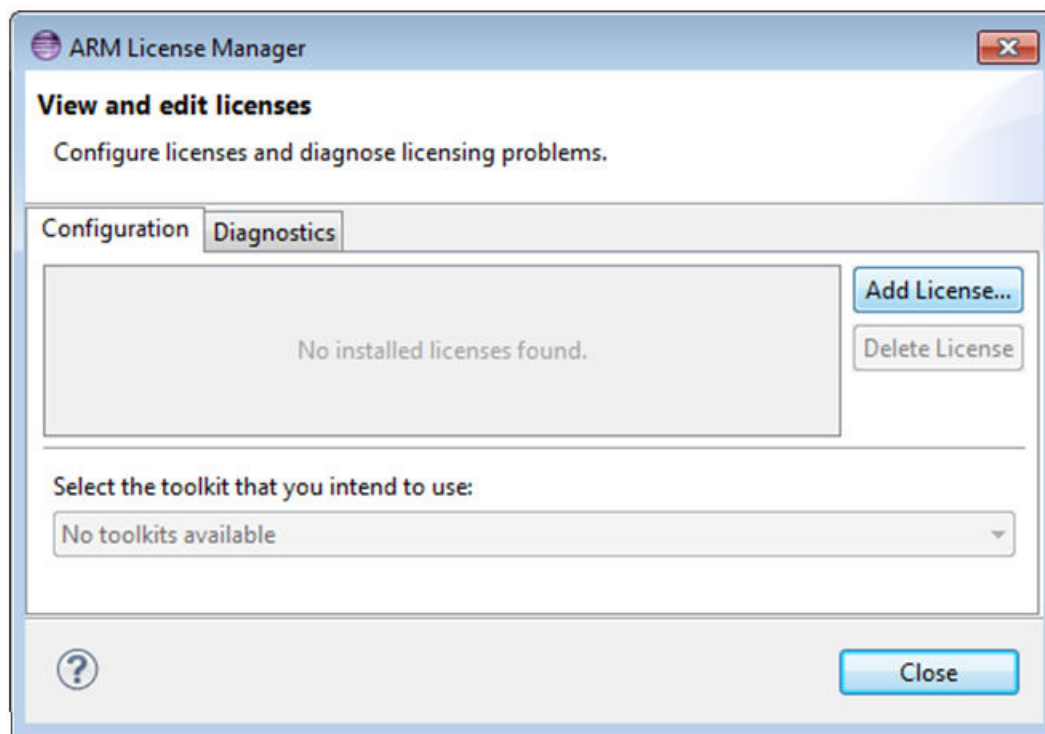 ARM License Manager
View and edit licenses
Configure licenses and diagnose licensing problems.
Configuration
Diagnostics
No installed licenses found.
Add License...
Delete License
Select the toolkit that you intend to use:
No toolkits available
?
Close